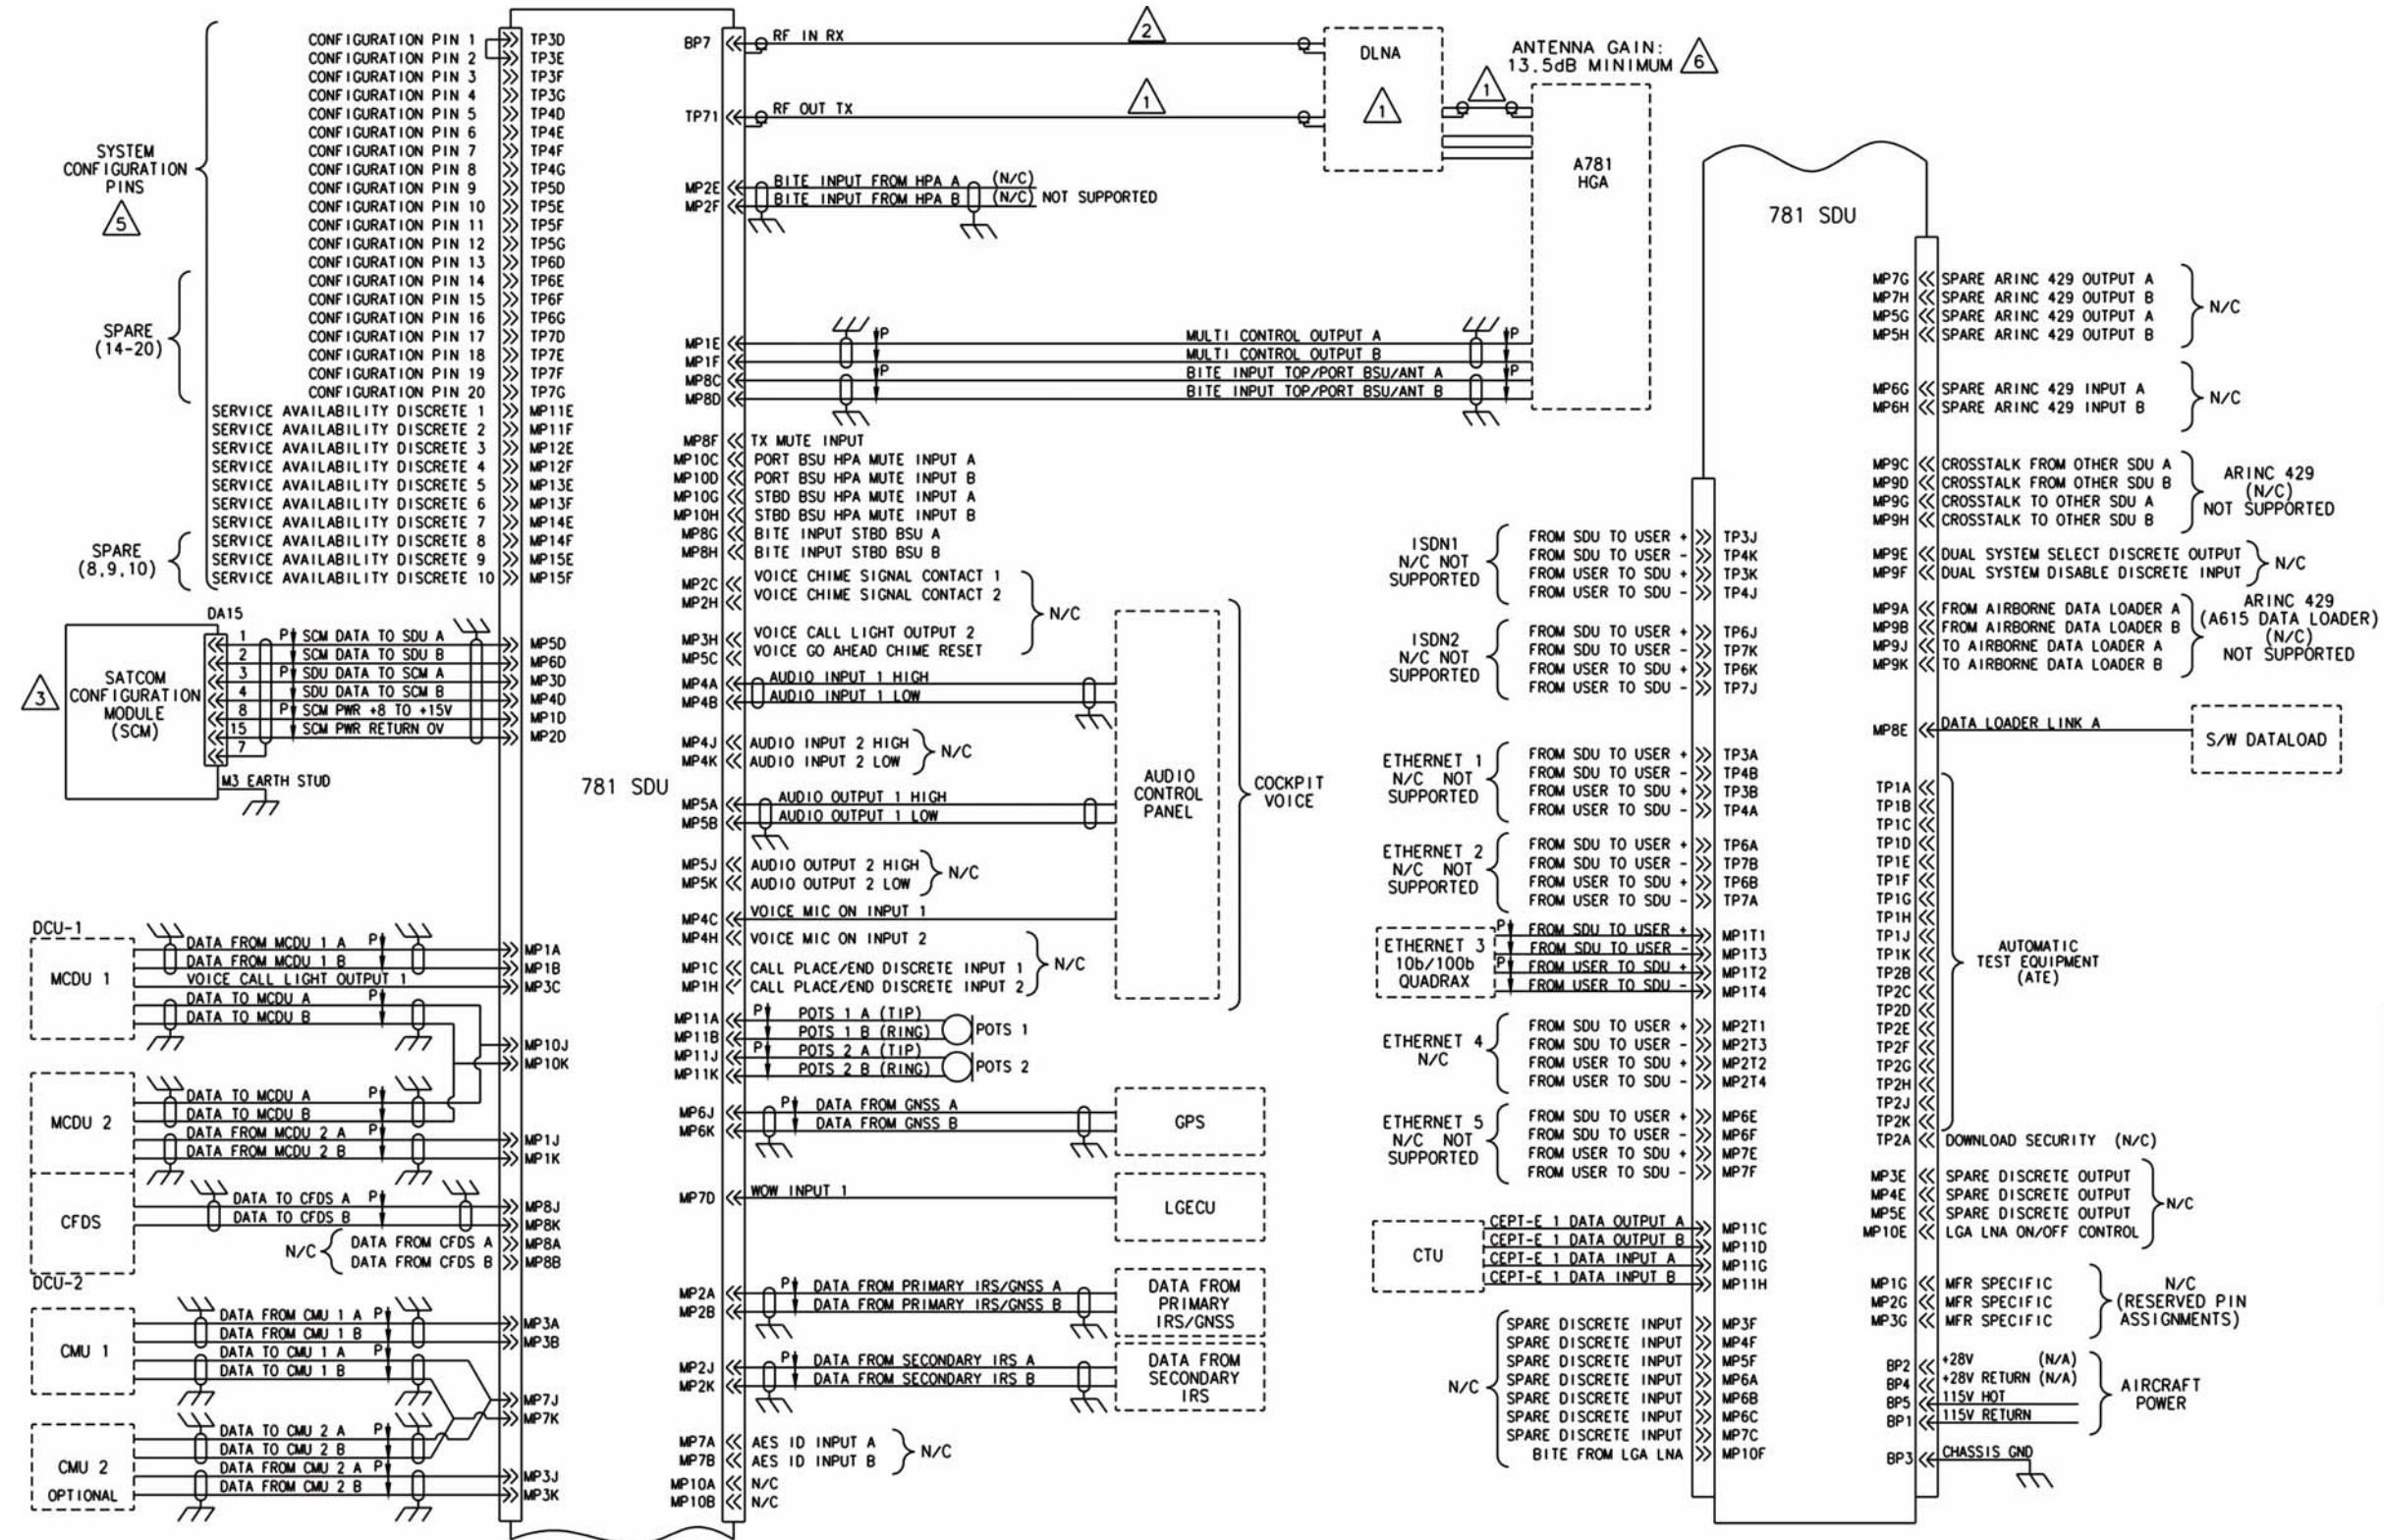 SYSTEM
CONFIGURATION
PINS
5
SPARE
(14-20)
SPARE
(8,9,10)
CONFIGURATION PIN 1 TP3D
CONFIGURATION PIN 2 TP3E
CONFIGURATION PIN 3 TP3F
CONFIGURATION PIN 4 TP3G
CONFIGURATION PIN 5 TP4D
CONFIGURATION PIN 6 TP4E
CONFIGURATION PIN 7 TP4F
CONFIGURATION PIN 8 TP4G
CONFIGURATION PIN 9 TP5D
CONFIGURATION PIN 10 TP5E
CONFIGURATION PIN 11 TP5F
CONFIGURATION PIN 12 TP5G
CONFIGURATION PIN 13 TP6D
CONFIGURATION PIN 14 TP6E
CONFIGURATION PIN 15 TP6F
CONFIGURATION PIN 16 TP6G
CONFIGURATION PIN 17 TP7D
CONFIGURATION PIN 18 TP7E
CONFIGURATION PIN 19 TP7F
CONFIGURATION PIN 20 TP7G
SERVICE AVAILABILITY DISCRETE 1 MP11E
SERVICE AVAILABILITY DISCRETE 2 MP11F
SERVICE AVAILABILITY DISCRETE 3 MP12E
SERVICE AVAILABILITY DISCRETE 4 MP12F
SERVICE AVAILABILITY DISCRETE 5 MP13E
SERVICE AVAILABILITY DISCRETE 6 MP13F
SERVICE AVAILABILITY DISCRETE 7 MP14E
SERVICE AVAILABILITY DISCRETE 8 MP14F
SERVICE AVAILABILITY DISCRETE 9 MP15E
SERVICE AVAILABILITY DISCRETE 10 MP15F
DA15
3
SATCOM
CONFIGURATION
MODULE
(SCM)
1 P SCM DATA TO SDU A MP5D
2 SCM DATA TO SDU B MP6D
3 P SDU DATA TO SCM A MP3D
4 SDU DATA TO SCM B MP4D
8 P SCM PWR +8 TO +15V MP1D
15 SCM PWR RETURN 0V MP2D
7
M3 EARTH STUD
781 SDU
DCU-1
MCDU 1
DATA FROM MCDU 1 A P MP1A
DATA FROM MCDU 1 B MP1B
VOICE CALL LIGHT OUTPUT 1 MP3C
DATA TO MCDU A P
DATA TO MCDU B
MP10J
MP10K
MCDU 2
DATA TO MCDU A P
DATA TO MCDU B
DATA FROM MCDU 2 A P MP1J
DATA FROM MCDU 2 B MP1K
CFDS
DATA TO CFDS A P MP8J
DATA TO CFDS B MP8K
N/C
DATA FROM CFDS A MP8A
DATA FROM CFDS B MP8B
DCU-2
CMU 1
DATA FROM CMU 1 A P MP3A
DATA FROM CMU 1 B MP3B
DATA TO CMU 1 A P
DATA TO CMU 1 B
MP7J
MP7K
CMU 2
OPTIONAL
DATA TO CMU 2 A P
DATA TO CMU 2 B
DATA FROM CMU 2 A P MP3J
DATA FROM CMU 2 B MP3K
BP7 RF IN RX
2
TP71 RF OUT TX
1
DLNA
1
1
ANTENNA GAIN:
13.5dB MINIMUM
6
A781
HGA
MP2E BITE INPUT FROM HPA A (N/C)
MP2F BITE INPUT FROM HPA B (N/C) NOT SUPPORTED
MP1E P MULTI CONTROL OUTPUT A P
MP1F MULTI CONTROL OUTPUT B
MP8C P BITE INPUT TOP/PORT BSU/ANT A P
MP8D BITE INPUT TOP/PORT BSU/ANT B
MP8F TX MUTE INPUT
MP10C PORT BSU HPA MUTE INPUT A
MP10D PORT BSU HPA MUTE INPUT B
MP10G STBD BSU HPA MUTE INPUT A
MP10H STBD BSU HPA MUTE INPUT B
MP8G BITE INPUT STBD BSU A
MP8H BITE INPUT STBD BSU B
MP2C VOICE CHIME SIGNAL CONTACT 1
MP2H VOICE CHIME SIGNAL CONTACT 2
MP3H VOICE CALL LIGHT OUTPUT 2
MP5C VOICE GO AHEAD CHIME RESET
N/C
MP4A AUDIO INPUT 1 HIGH
MP4B AUDIO INPUT 1 LOW
MP4J AUDIO INPUT 2 HIGH
MP4K AUDIO INPUT 2 LOW
N/C
MP5A AUDIO OUTPUT 1 HIGH
MP5B AUDIO OUTPUT 1 LOW
MP5J AUDIO OUTPUT 2 HIGH
MP5K AUDIO OUTPUT 2 LOW
N/C
AUDIO
CONTROL
PANEL
COCKPIT
VOICE
MP4C VOICE MIC ON INPUT 1
MP4H VOICE MIC ON INPUT 2
MP1C CALL PLACE/END DISCRETE INPUT 1
MP1H CALL PLACE/END DISCRETE INPUT 2
N/C
MP11A P POTS 1 A (TIP)
MP11B POTS 1 B (RING)
POTS 1
MP11J P POTS 2 A (TIP)
MP11K POTS 2 B (RING)
POTS 2
MP6J P DATA FROM GNSS A
MP6K DATA FROM GNSS B
GPS
MP7D WOW INPUT 1
LGECU
MP2A P DATA FROM PRIMARY IRS/GNSS A
MP2B DATA FROM PRIMARY IRS/GNSS B
DATA FROM
PRIMARY
IRS/GNSS
MP2J P DATA FROM SECONDARY IRS A
MP2K DATA FROM SECONDARY IRS B
DATA FROM
SECONDARY
IRS
MP7A AES ID INPUT A
MP7B AES ID INPUT B
N/C
MP10A N/C
MP10B N/C
781 SDU
ISDN1
N/C NOT
SUPPORTED
FROM SDU TO USER + TP3J
FROM SDU TO USER - TP4K
FROM USER TO SDU + TP3K
FROM USER TO SDU - TP4J
ISDN2
N/C NOT
SUPPORTED
FROM SDU TO USER + TP6J
FROM SDU TO USER - TP7K
FROM USER TO SDU + TP6K
FROM USER TO SDU - TP7J
ETHERNET 1
N/C NOT
SUPPORTED
FROM SDU TO USER + TP3A
FROM SDU TO USER - TP4B
FROM USER TO SDU + TP3B
FROM USER TO SDU - TP4A
ETHERNET 2
N/C NOT
SUPPORTED
FROM SDU TO USER + TP6A
FROM SDU TO USER - TP7B
FROM USER TO SDU + TP6B
FROM USER TO SDU - TP7A
ETHERNET 3
10b/100b
QUADRAX
P FROM SDU TO USER + MP1T1
FROM SDU TO USER - MP1T3
P FROM USER TO SDU + MP1T2
FROM USER TO SDU - MP1T4
ETHERNET 4
N/C
FROM SDU TO USER + MP2T1
FROM SDU TO USER - MP2T3
FROM USER TO SDU + MP2T2
FROM USER TO SDU - MP2T4
ETHERNET 5
N/C NOT
SUPPORTED
FROM SDU TO USER + MP6E
FROM SDU TO USER - MP6F
FROM USER TO SDU + MP7E
FROM USER TO SDU - MP7F
CTU
CEPT-E 1 DATA OUTPUT A MP11C
CEPT-E 1 DATA OUTPUT B MP11D
CEPT-E 1 DATA INPUT A MP11G
CEPT-E 1 DATA INPUT B MP11H
N/C
SPARE DISCRETE INPUT MP3F
SPARE DISCRETE INPUT MP4F
SPARE DISCRETE INPUT MP5F
SPARE DISCRETE INPUT MP6A
SPARE DISCRETE INPUT MP6B
SPARE DISCRETE INPUT MP6C
SPARE DISCRETE INPUT MP7C
BITE FROM LGA LNA MP10F
MP7G SPARE ARINC 429 OUTPUT A
MP7H SPARE ARINC 429 OUTPUT B
MP5G SPARE ARINC 429 OUTPUT A
MP5H SPARE ARINC 429 OUTPUT B
N/C
MP6G SPARE ARINC 429 INPUT A
MP6H SPARE ARINC 429 INPUT B
N/C
MP9C CROSSTALK FROM OTHER SDU A
MP9D CROSSTALK FROM OTHER SDU B
MP9G CROSSTALK TO OTHER SDU A
MP9H CROSSTALK TO OTHER SDU B
ARINC 429
(N/C)
NOT SUPPORTED
MP9E DUAL SYSTEM SELECT DISCRETE OUTPUT
MP9F DUAL SYSTEM DISABLE DISCRETE INPUT
N/C
MP9A FROM AIRBORNE DATA LOADER A
MP9B FROM AIRBORNE DATA LOADER B
MP9J TO AIRBORNE DATA LOADER A
MP9K TO AIRBORNE DATA LOADER B
ARINC 429
(A615 DATA LOADER)
(N/C)
NOT SUPPORTED
MP8E DATA LOADER LINK A
S/W DATALOAD
TP1A
TP1B
TP1C
TP1D
TP1E
TP1F
TP1G
TP1H
TP1J
TP1K
TP2B
TP2C
TP2D
TP2E
TP2F
TP2G
TP2H
TP2J
TP2K
AUTOMATIC
TEST EQUIPMENT
(ATE)
TP2A DOWNLOAD SECURITY (N/C)
MP3E SPARE DISCRETE OUTPUT
MP4E SPARE DISCRETE OUTPUT
MP5E SPARE DISCRETE OUTPUT
MP10E LGA LNA ON/OFF CONTROL
N/C
MP1G MFR SPECIFIC
MP2G MFR SPECIFIC
MP3G MFR SPECIFIC
N/C
(RESERVED PIN
ASSIGNMENTS)
BP2 +28V (N/A)
BP4 +28V RETURN (N/A)
BP5 115V HOT
BP1 115V RETURN
AIRCRAFT
POWER
BP3 CHASSIS GND